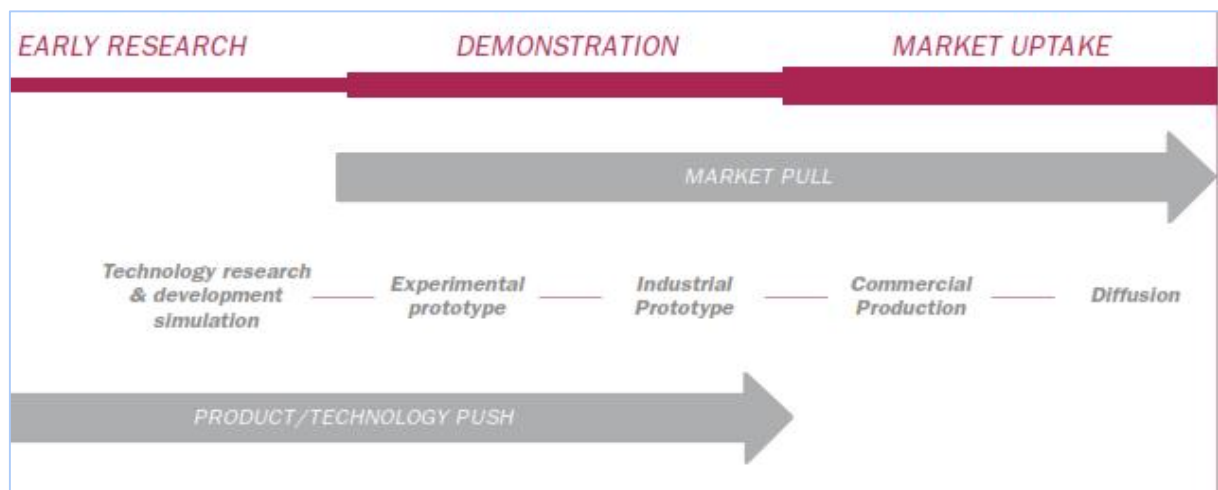 EARLY RESEARCH
DEMONSTRATION
MARKET UPTAKE
MARKET PULL
Technology research
& development
simulation
Experimental
prototype
Industrial
Prototype
Commercial
Production
Diffusion
PRODUCT/TECHNOLOGY PUSH